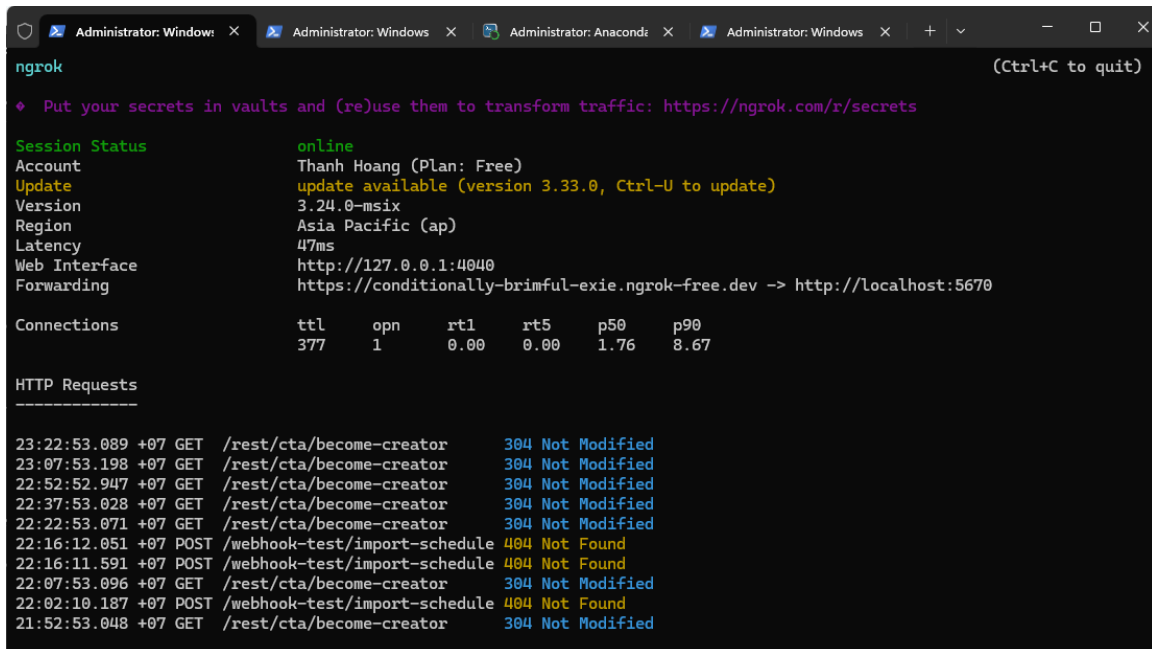 Administrator: Window: Administrator: Windows Administrator: Anaconda Administrator: Windows
ngrok (Ctrl+C to quit)
� Put your secrets in vaults and (re)use them to transform traffic: https://ngrok.com/r/secrets
Session Status online
Account Thanh Hoang (Plan: Free)
Update update available (version 3.33.0, Ctrl-U to update)
Version 3.24.0-msix
Region Asia Pacific (ap)
Latency 47ms
Web Interface http://127.0.0.1:4040
Forwarding https://conditionally-brimful-exie.ngrok-free.dev -> http://localhost:5670
Connections ttl opn rt1 rt5 p50 p90
377 1 0.00 0.00 1.76 8.67
HTTP Requests
-------------
23:22:53.089 +07 GET /rest/cta/become-creator 304 Not Modified
23:07:53.198 +07 GET /rest/cta/become-creator 304 Not Modified
22:52:52.947 +07 GET /rest/cta/become-creator 304 Not Modified
22:37:53.028 +07 GET /rest/cta/become-creator 304 Not Modified
22:22:53.071 +07 GET /rest/cta/become-creator 304 Not Modified
22:16:12.051 +07 POST /webhook-test/import-schedule 404 Not Found
22:16:11.591 +07 POST /webhook-test/import-schedule 404 Not Found
22:07:53.096 +07 GET /rest/cta/become-creator 304 Not Modified
22:02:10.187 +07 POST /webhook-test/import-schedule 404 Not Found
21:52:53.048 +07 GET /rest/cta/become-creator 304 Not Modified